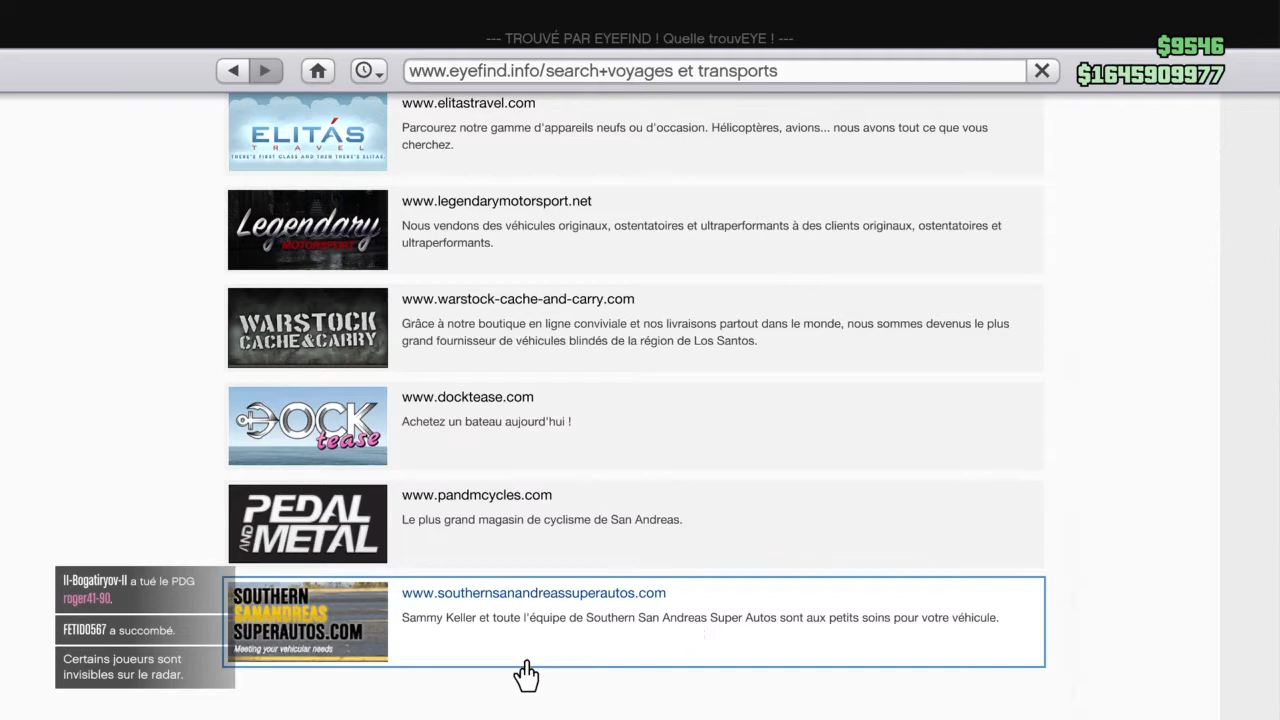 --- TROUVÉ PAR EYEFIND ! Quelle trouvEYE ! ---
$9546
www.eyefind.info/search+voyages et transports
$1645909977
ELITÁS
TRAVEL
THERE'S FIRST CLASS AND THEN THERE'S ELITAS.
www.elitastravel.com
Parcourez notre gamme d'appareils neufs ou d'occasion. Hélicoptères, avions... nous avons tout ce que vous
cherchez.
Legendary
MOTORSPORT
www.legendarymotorsport.net
Nous vendons des véhicules originaux, ostentatoires et ultraperformants à des clients originaux, ostentatoires et
ultraperformants.
WARSTOCK
CACHE&CARRY
www.warstock-cache-and-carry.com
Grâce à notre boutique en ligne conviviale et nos livraisons partout dans le monde, nous sommes devenus le plus
grand fournisseur de véhicules blindés de la région de Los Santos.
DOCK
tease
www.docktease.com
Achetez un bateau aujourd'hui !
PEDAL
AND
METAL
www.pandmcycles.com
Le plus grand magasin de cyclisme de San Andreas.
SOUTHERN
SANANDREAS
SUPERAUTOS.COM
Meeting your vehicular needs
www.southernsanandreassuperautos.com
Sammy Keller et toute l'équipe de Southern San Andreas Super Autos sont aux petits soins pour votre véhicule.
II-Bogatiryov-II a tué le PDG
roger41-90.
FETIDO567 a succombé.
Certains joueurs sont
invisibles sur le radar.